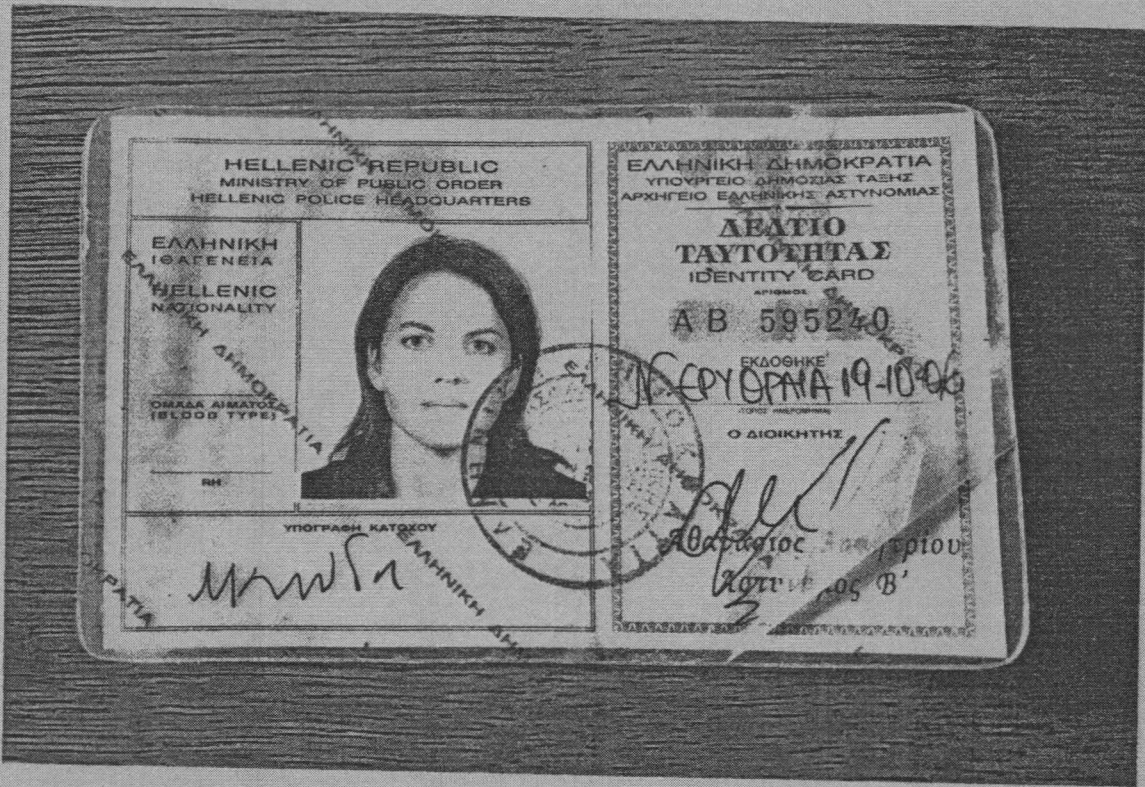 HELLENIC REPUBLIC
MINISTRY OF PUBLIC ORDER
HELLENIC POLICE HEADQUARTERS
ΕΛΛΗΝΙΚΗ
ΙΘΑΓΕΝΕΙΑ
HELLENIC
NATIONALITY
ΟΜΑΔΑ ΑΙΜΑΤΟΣ
(BLOOD TYPE)
RH
ΥΠΟΓΡΑΦΗ ΚΑΤΟΧΟΥ
ΕΛΛΗΝΙΚΗ ΔΗΜΟΚΡΑΤΙΑ
ΥΠΟΥΡΓΕΙΟ ΔΗΜΟΣΙΑΣ ΤΑΞΗΣ
ΑΡΧΗΓΕΙΟ ΕΛΛΗΝΙΚΗΣ ΑΣΤΥΝΟΜΙΑΣ
ΔΕΛΤΙΟ
ΤΑΥΤΟΤΗΤΑΣ
IDENTITY CARD
ΑΡΙΘΜΟΣ
AB 595240
ΕΚΔΟΘΗΚΕ
Ν. ΕΡΥΘΡΑΙΑ 19-10-06
Ο ΔΙΟΙΚΗΤΗΣ
Αθανάσιος
Β'
ΕΛΛΗΝΙΚΗ ΔΗΜΟΚΡΑΤΙΑ